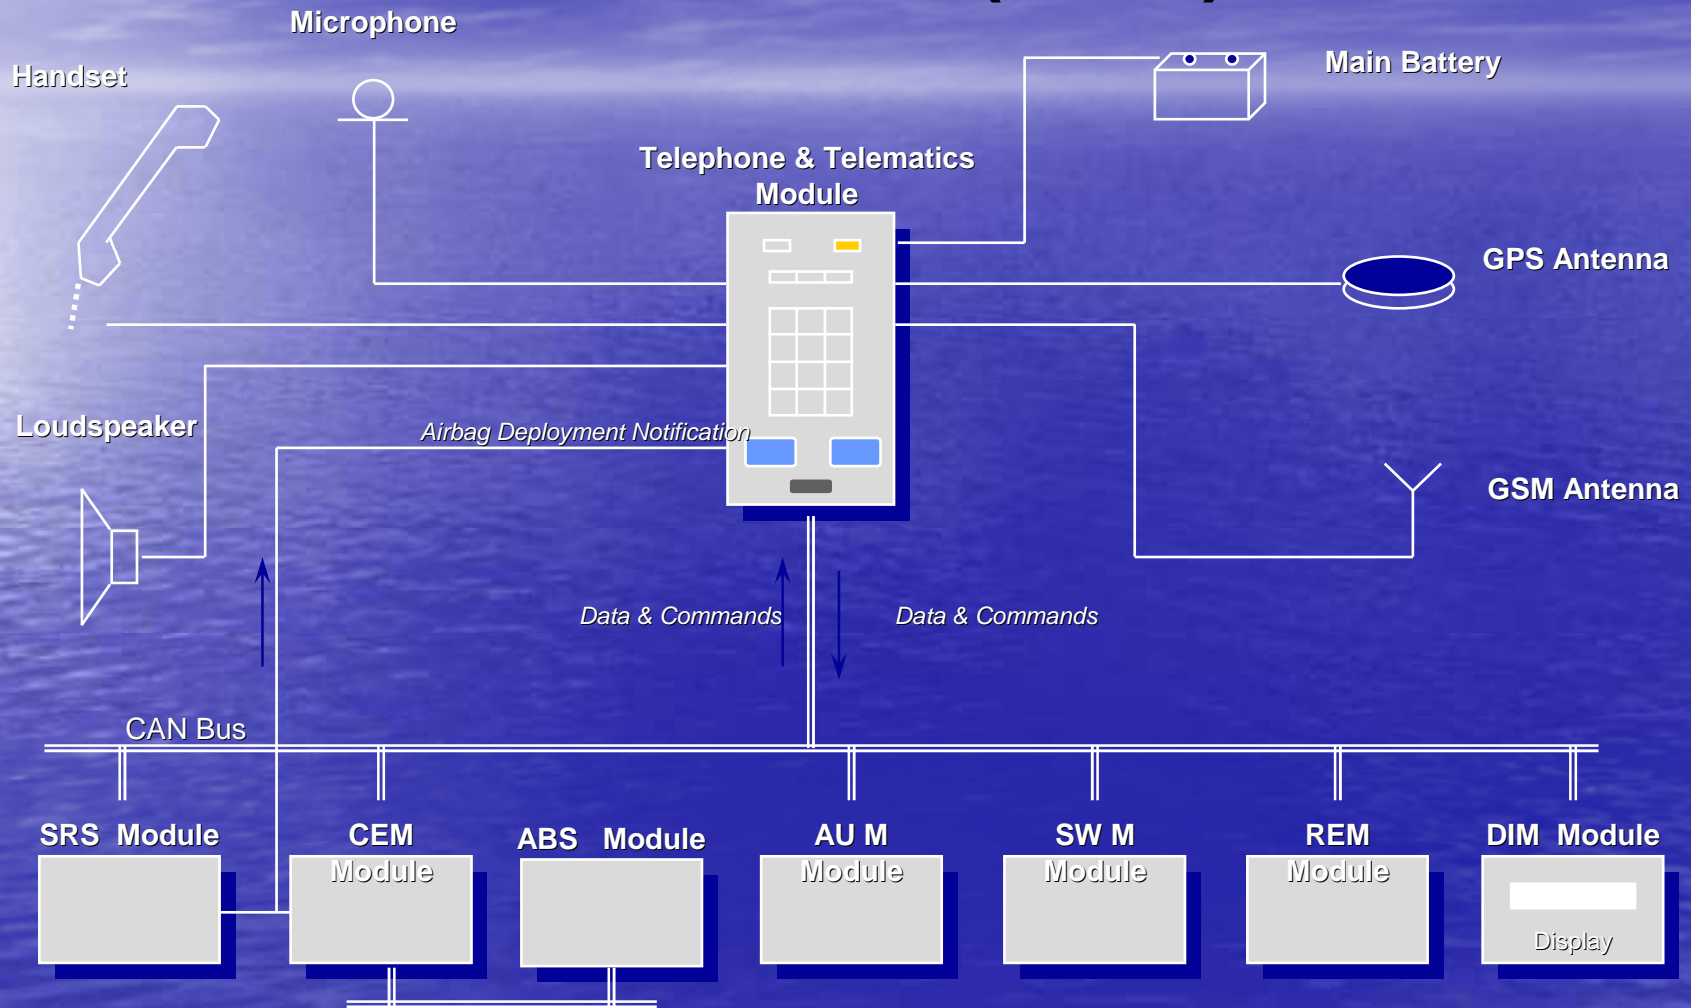 Microphone
Handset
Main Battery
Telephone & Telematics
Module
GPS Antenna
Loudspeaker
Airbag Deployment Notification
GSM Antenna
Data & Commands
Data & Commands
CAN Bus
SRS Module
CEM
Module
ABS Module
AU M
Module
SW M
Module
REM
Module
DIM Module
Display